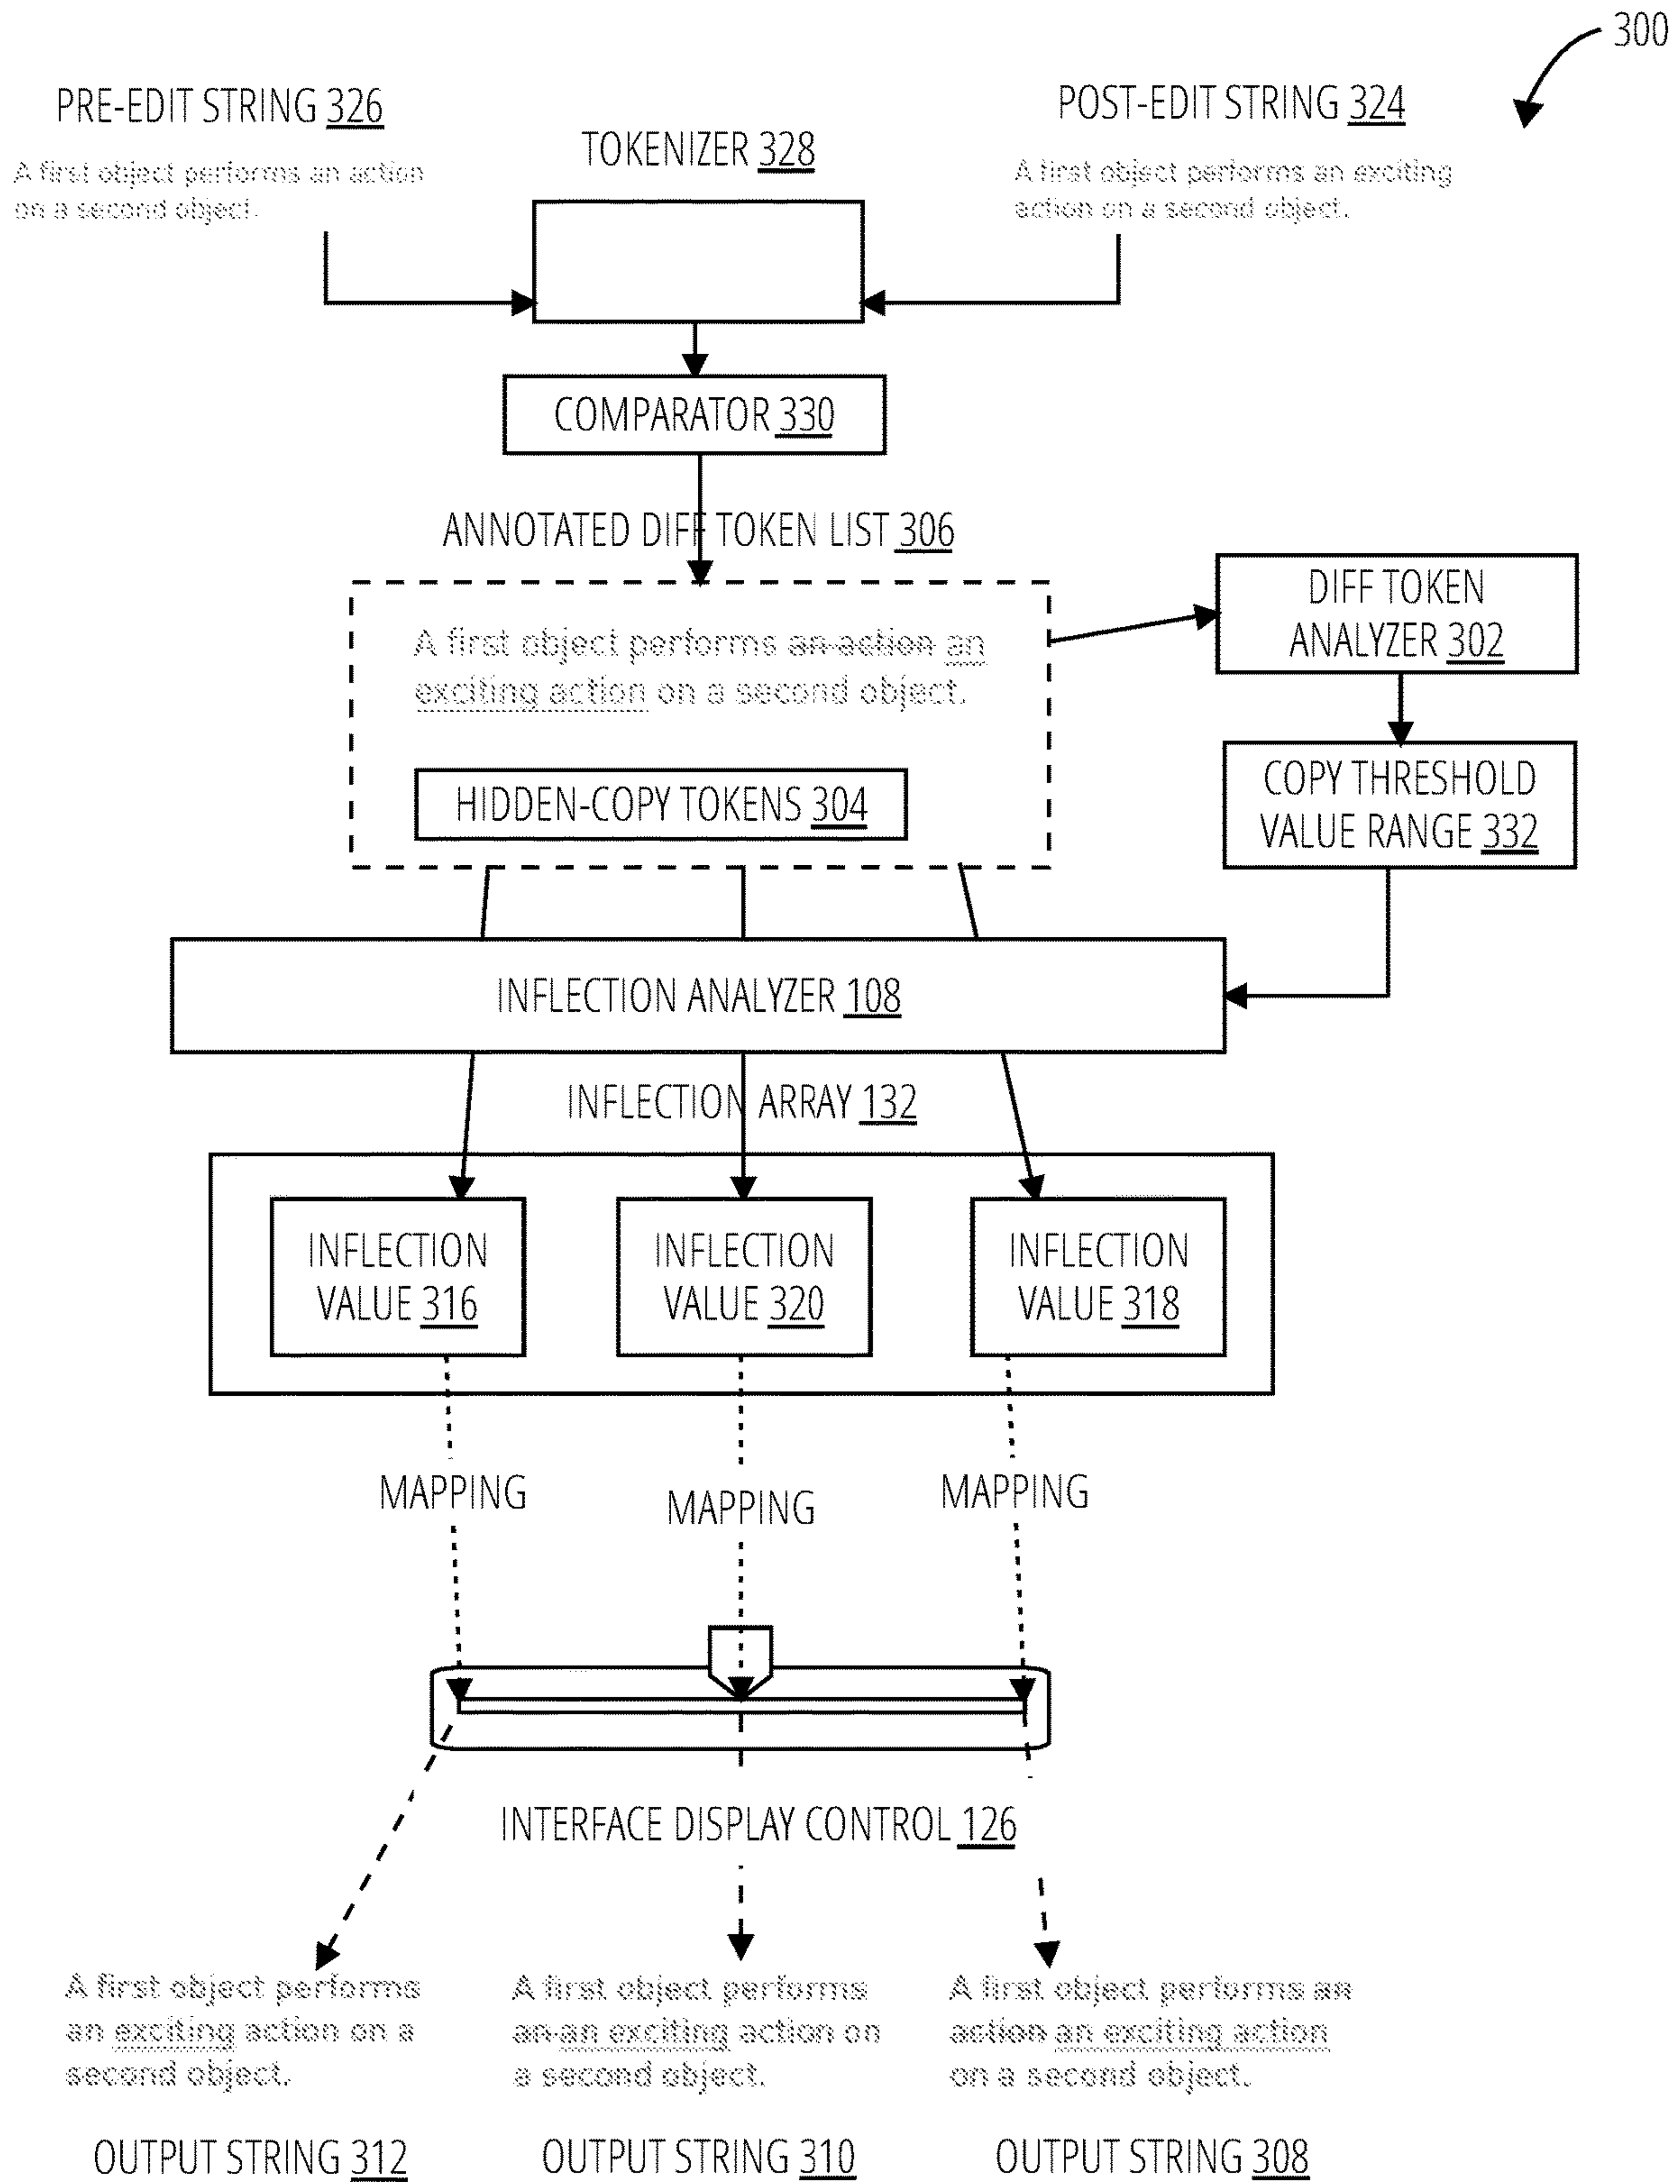 300
PRE-EDIT STRING 326
A first object performs an action
on a second object.
TOKENIZER 328
POST-EDIT STRING 324
A first object performs an exciting
action on a second object.
COMPARATOR 330
ANNOTATED DIFF TOKEN LIST 306
A first object performs an action an
exciting action on a second object.
HIDDEN-COPY TOKENS 304
DIFF TOKEN
ANALYZER 302
COPY THRESHOLD
VALUE RANGE 332
INFLECTION ANALYZER 108
INFLECTION ARRAY 132
INFLECTION
VALUE 316
INFLECTION
VALUE 320
INFLECTION
VALUE 318
MAPPING
MAPPING
MAPPING
INTERFACE DISPLAY CONTROL 126
A first object performs
an exciting action on a
second object.
OUTPUT STRING 312
A first object performs
an an exciting action on
a second object.
OUTPUT STRING 310
A first object performs an
action an exciting action
on a second object.
OUTPUT STRING 308